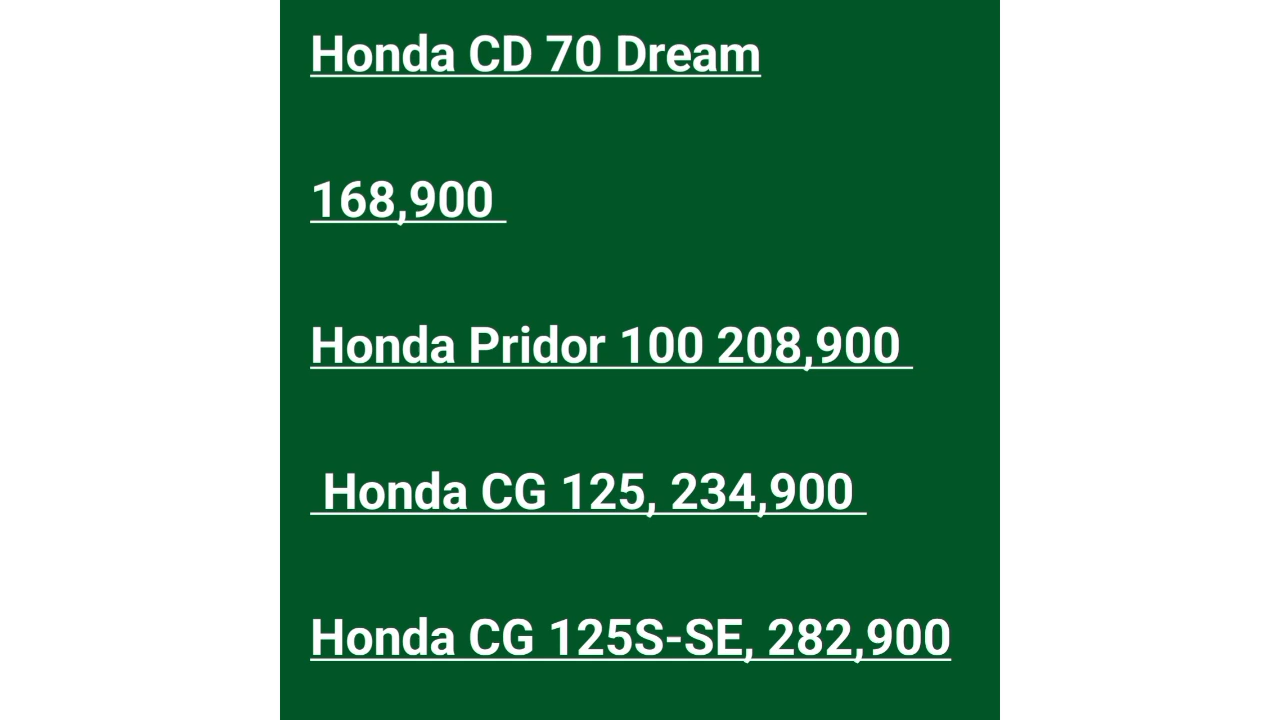 Honda CD 70 Dream
168,900
Honda Pridor 100 208,900
Honda CG 125, 234,900
Honda CG 125S-SE, 282,900